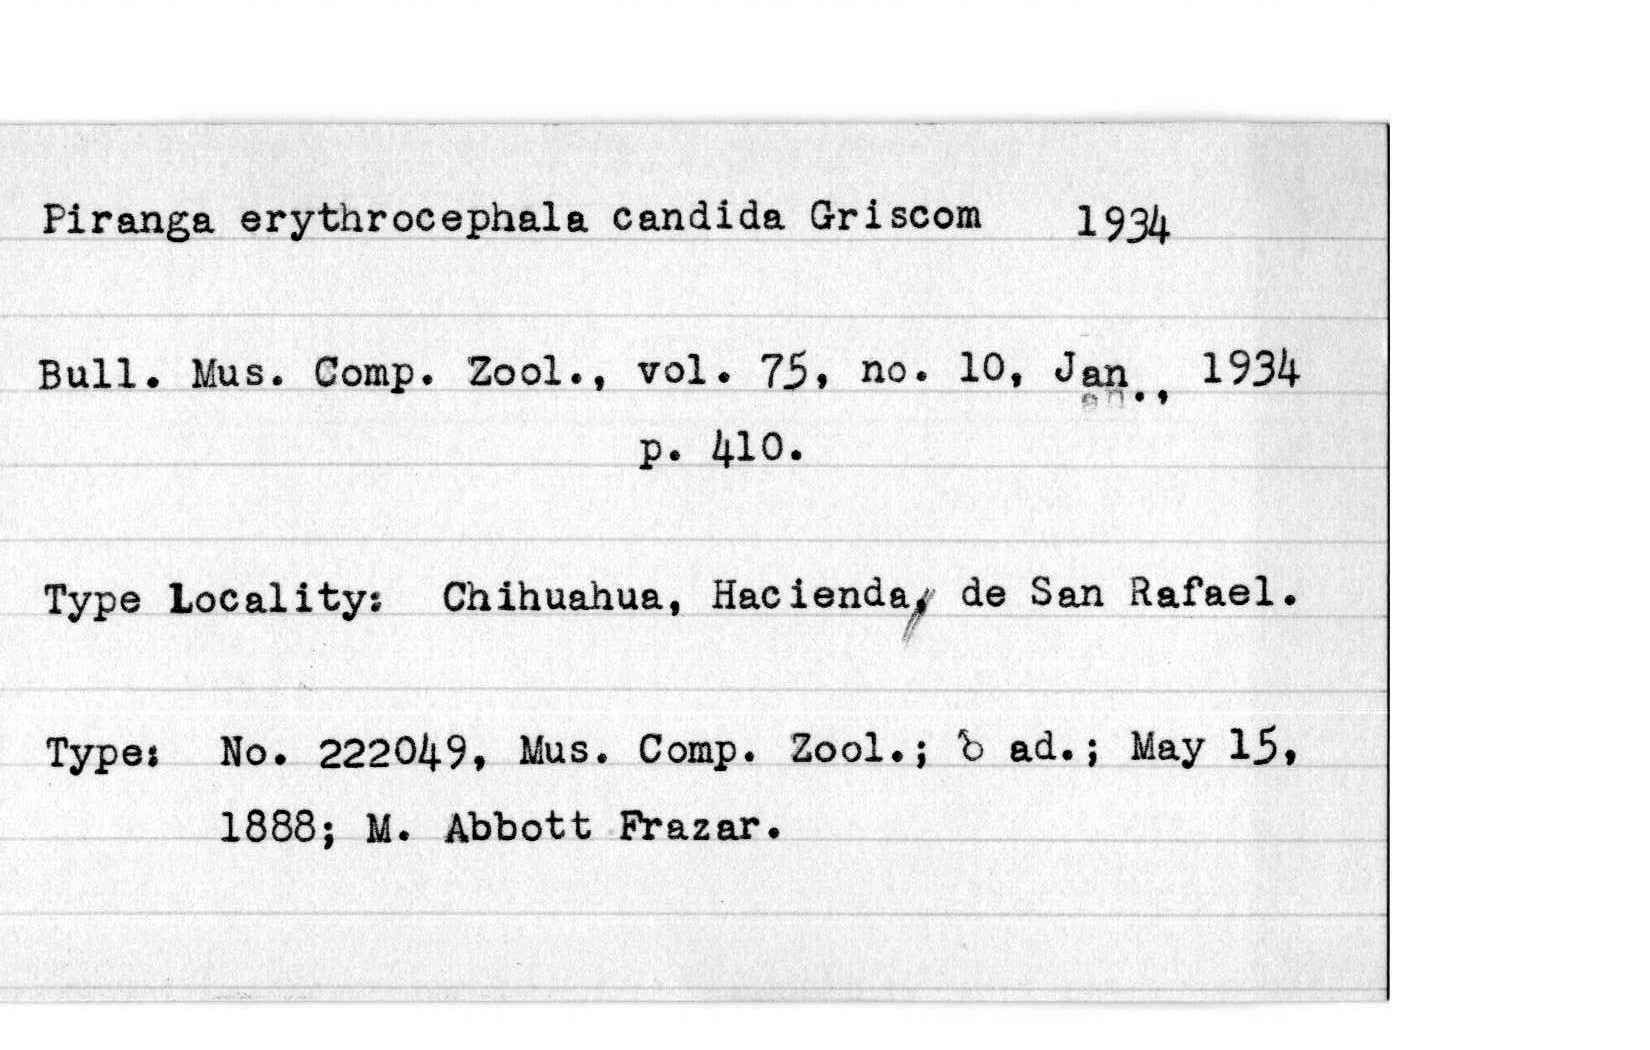 Piranga erythrocephala candida Griscom 1934
Bull. Mus. Comp. Zool., vol. 75, no. 10, Jan., 1934
p. 410.
Type Locality: Chihuahua, Hacienda, de San Rafael.
Type: No. 222049, Mus. Comp. Zool.; ♂ ad.; May 15,
1888; M. Abbott Frazar.